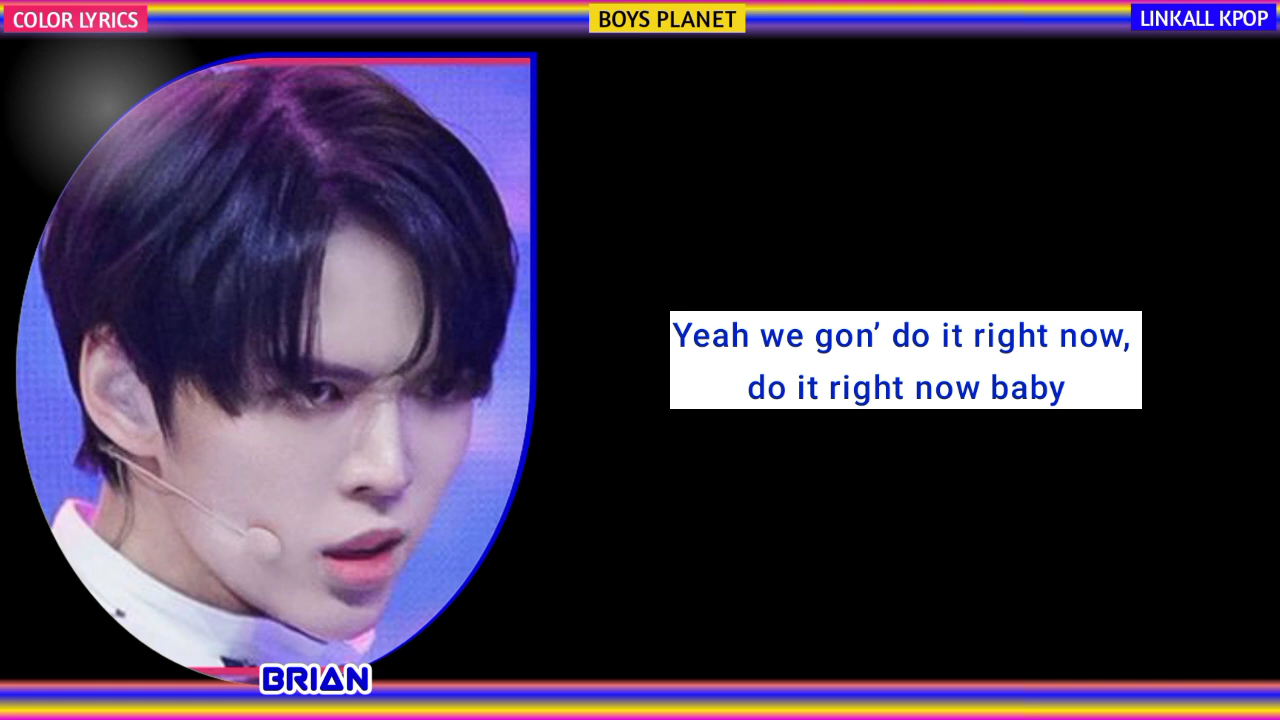 COLOR LYRICS
BOYS PLANET
LINKALL KPOP
Yeah we gon’ do it right now,
do it right now baby
BRIAN